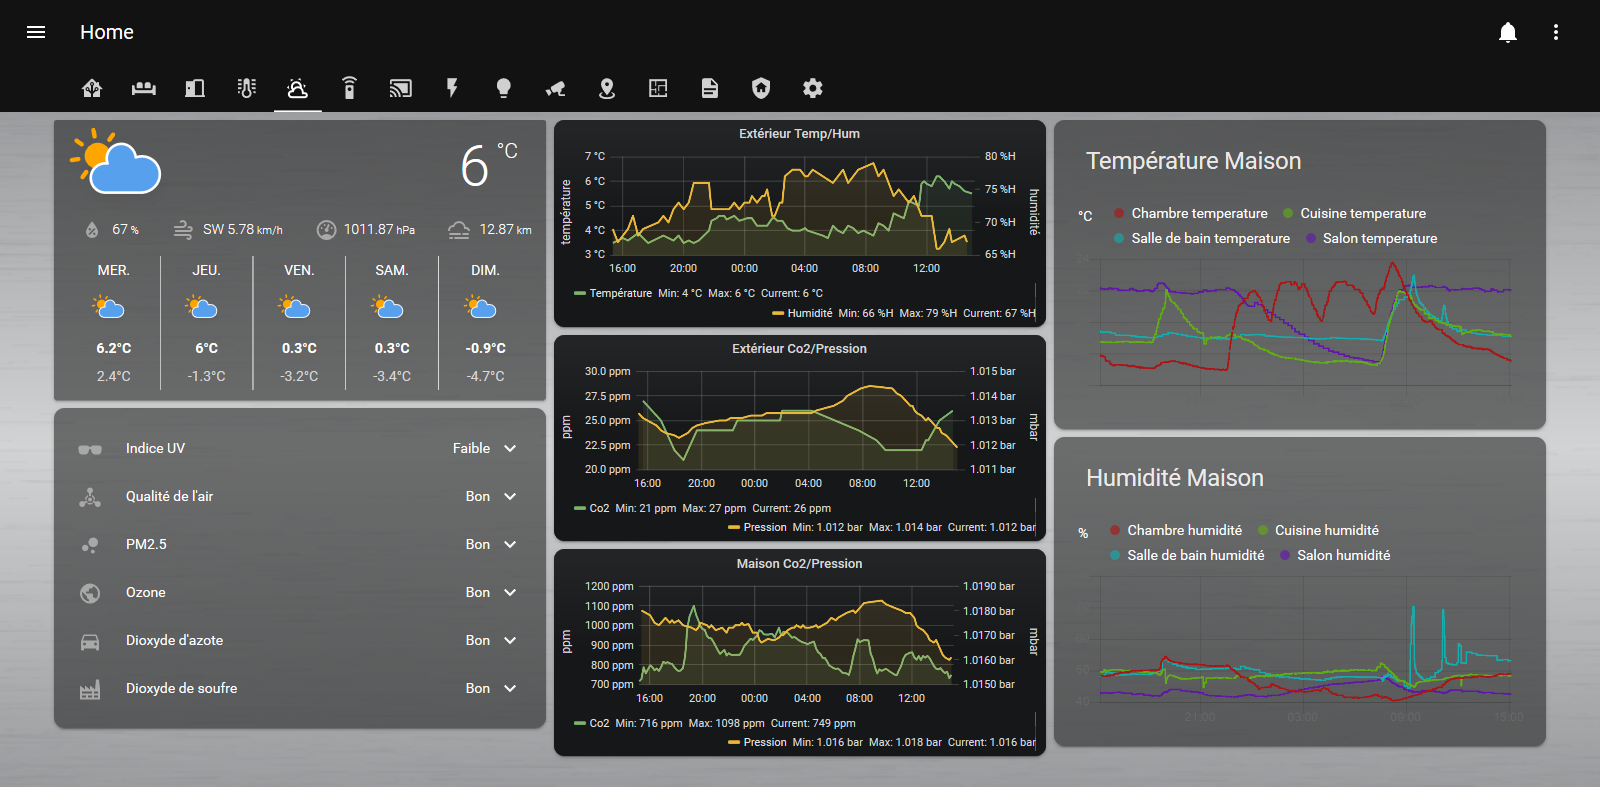 Home
6 °C
67 %
SW 5.78 km/h
1011.87 hPa
12.87 km
MER. JEU. VEN. SAM. DIM.
6.2°C 6°C 0.3°C 0.3°C -0.9°C
2.4°C -1.3°C -3.2°C -3.4°C -4.7°C
Indice UV Faible
Qualité de l'air Bon
PM2.5 Bon
Ozone Bon
Dioxyde d'azote Bon
Dioxyde de soufre Bon
Extérieur Temp/Hum
température
humidité
7 °C 80 %H
6 °C 75 %H
5 °C
4 °C 70 %H
3 °C 65 %H
16:00 20:00 00:00 04:00 08:00 12:00
Température Min: 4 °C Max: 6 °C Current: 6 °C
Humidité Min: 66 %H Max: 79 %H Current: 67 %H
Extérieur Co2/Pression
ppm
mbar
30.0 ppm 1.015 bar
27.5 ppm 1.014 bar
25.0 ppm 1.013 bar
22.5 ppm 1.012 bar
20.0 ppm 1.011 bar
16:00 20:00 00:00 04:00 08:00 12:00
Co2 Min: 21 ppm Max: 27 ppm Current: 26 ppm
Pression Min: 1.012 bar Max: 1.014 bar Current: 1.012 bar
Maison Co2/Pression
ppm
mbar
1200 ppm 1.0190 bar
1100 ppm 1.0180 bar
1000 ppm 1.0170 bar
900 ppm
800 ppm 1.0160 bar
700 ppm 1.0150 bar
16:00 20:00 00:00 04:00 08:00 12:00
Co2 Min: 716 ppm Max: 1098 ppm Current: 749 ppm
Pression Min: 1.016 bar Max: 1.018 bar Current: 1.016 bar
Température Maison
°C
Chambre temperature Cuisine temperature
Salle de bain temperature Salon temperature
24
Humidité Maison
%
Chambre humidité Cuisine humidité
Salle de bain humidité Salon humidité
60
50
40
21:00 03:00 09:00 15:00